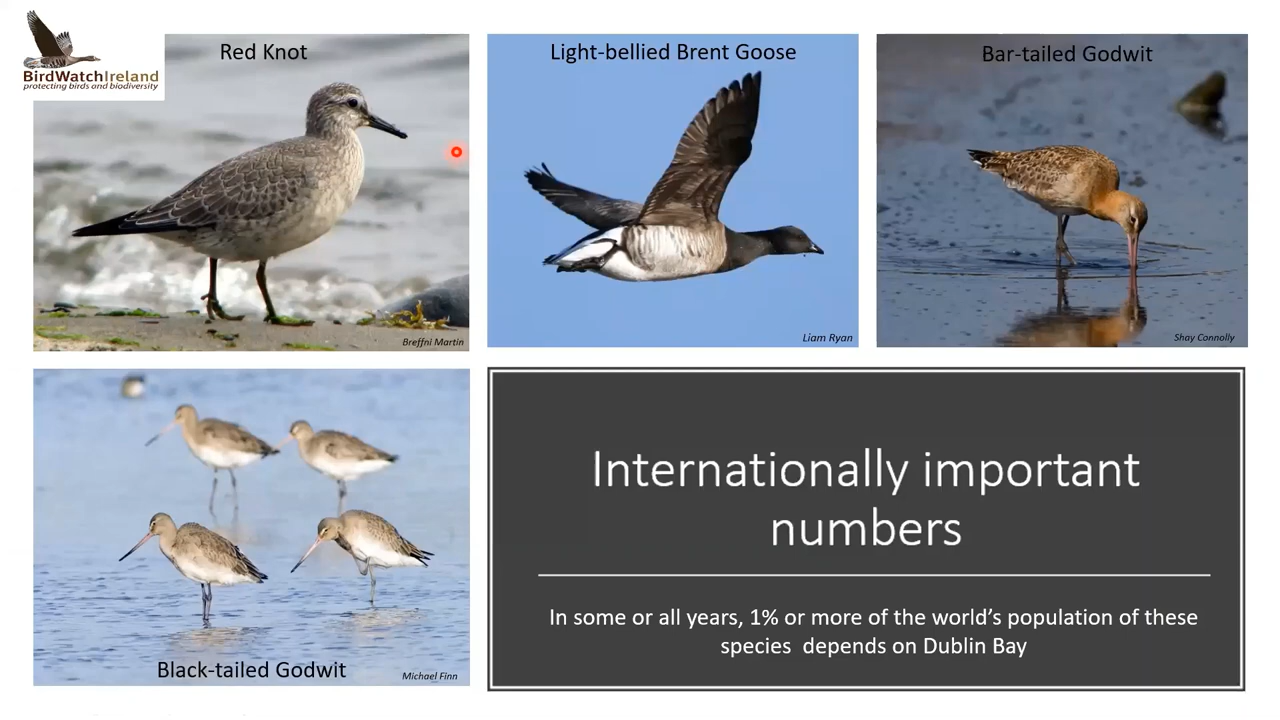 BirdWatchIreland
protecting birds and biodiversity
Red Knot
Breffni Martin
Light-bellied Brent Goose
Liam Ryan
Bar-tailed Godwit
Shay Connolly
Black-tailed Godwit
Michael Finn
Internationally important
numbers
In some or all years, 1% or more of the world’s population of these
species depends on Dublin Bay